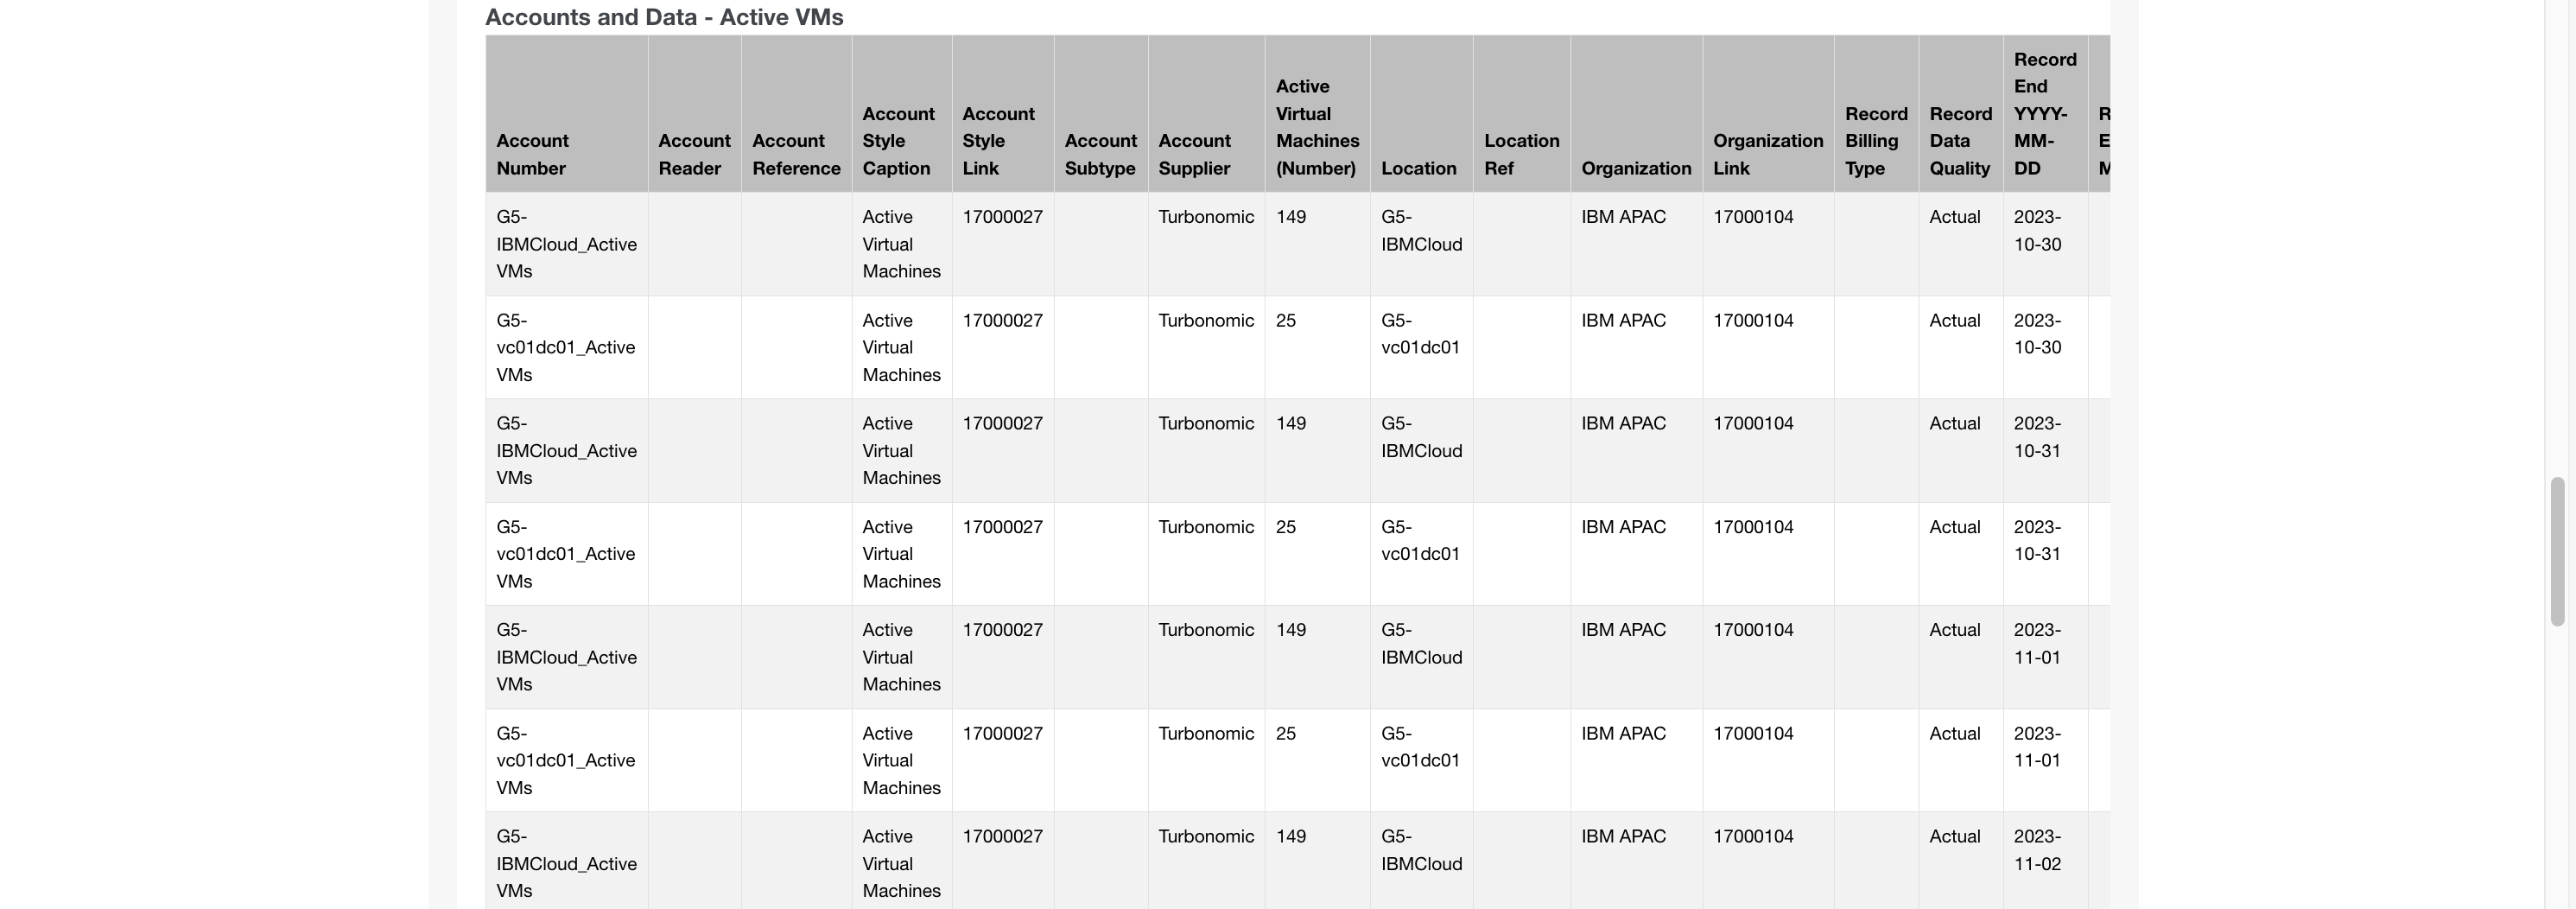 Accounts and Data - Active VMs
Account Number | Account Reader | Account Reference | Account Style Caption | Account Style Link | Account Subtype | Account Supplier | Active Virtual Machines (Number) | Location | Location Ref | Organization | Organization Link | Record Billing Type | Record Data Quality | Record End YYYY-MM-DD
G5-IBMCloud_Active VMs | | | Active Virtual Machines | 17000027 | | Turbonomic | 149 | G5-IBMCloud | | IBM APAC | 17000104 | | Actual | 2023-10-30
G5-vc01dc01_Active VMs | | | Active Virtual Machines | 17000027 | | Turbonomic | 25 | G5-vc01dc01 | | IBM APAC | 17000104 | | Actual | 2023-10-30
G5-IBMCloud_Active VMs | | | Active Virtual Machines | 17000027 | | Turbonomic | 149 | G5-IBMCloud | | IBM APAC | 17000104 | | Actual | 2023-10-31
G5-vc01dc01_Active VMs | | | Active Virtual Machines | 17000027 | | Turbonomic | 25 | G5-vc01dc01 | | IBM APAC | 17000104 | | Actual | 2023-10-31
G5-IBMCloud_Active VMs | | | Active Virtual Machines | 17000027 | | Turbonomic | 149 | G5-IBMCloud | | IBM APAC | 17000104 | | Actual | 2023-11-01
G5-vc01dc01_Active VMs | | | Active Virtual Machines | 17000027 | | Turbonomic | 25 | G5-vc01dc01 | | IBM APAC | 17000104 | | Actual | 2023-11-01
G5-IBMCloud_Active VMs | | | Active Virtual Machines | 17000027 | | Turbonomic | 149 | G5-IBMCloud | | IBM APAC | 17000104 | | Actual | 2023-11-02